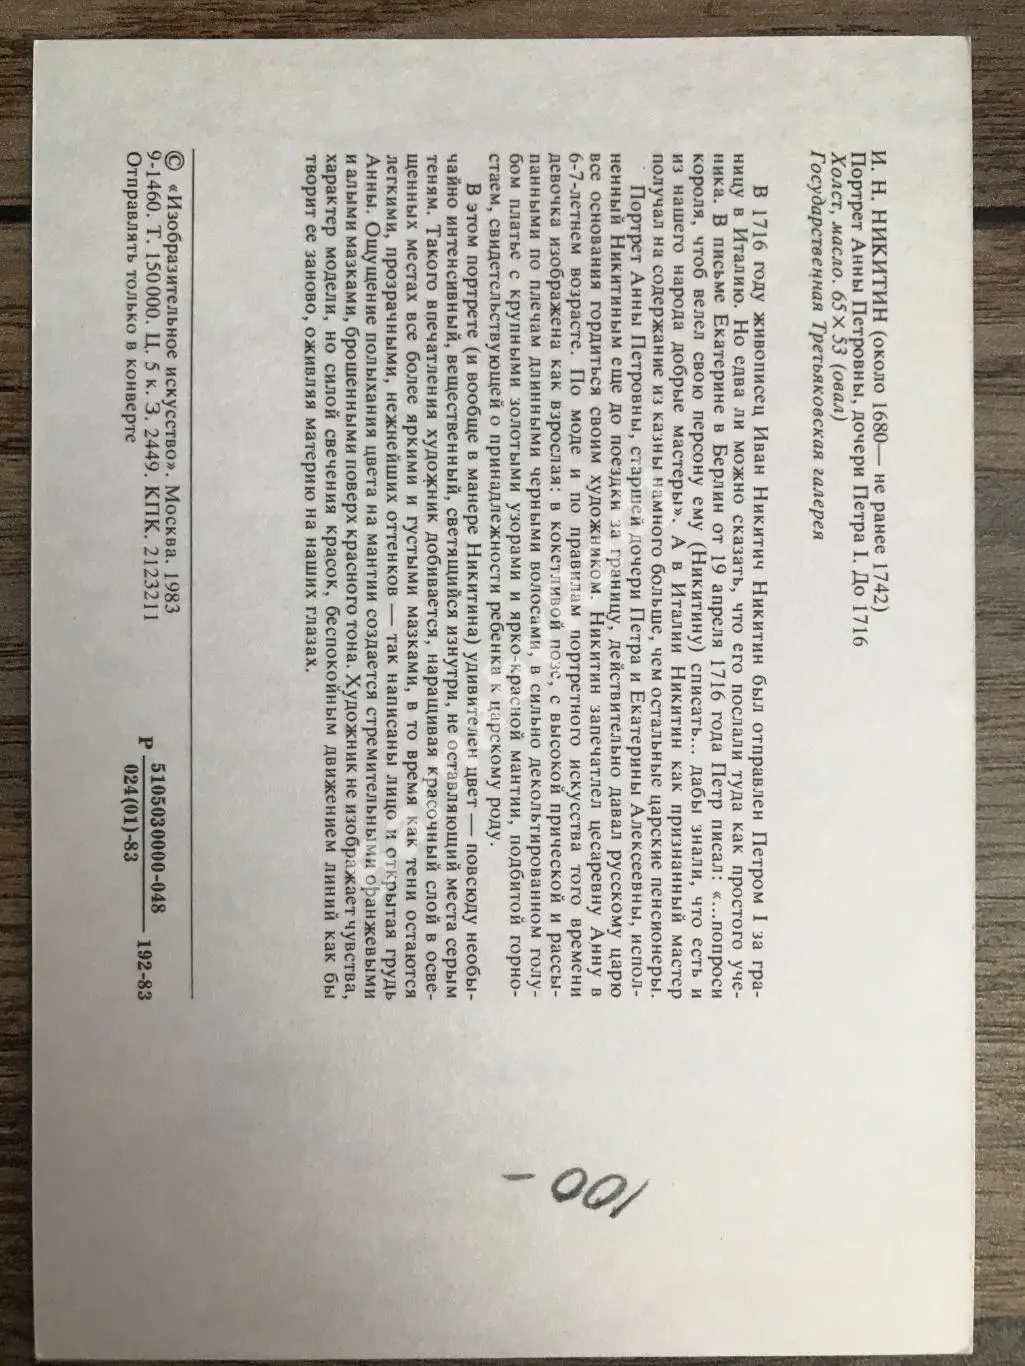 И. Н. НИКИТИН (около 1680— не ранее 1742)
Портрет Анны Петровны, дочери Петра I. До 1716
Холст, масло. 65×53 (овал)
Государственная Третьяковская галерея
В 1716 году живописец Иван Никитич Никитин был отправлен Петром I за гра-
ницу в Италию. Но едва ли можно сказать, что его послали туда как простого уче-
ника. В письме Екатерине в Берлин от 19 апреля 1716 года Петр писал: «...попроси
короля, чтоб велел свою персону ему (Никитину) списать... дабы знали, что есть и
из нашего народа добрые мастеры». А в Италии Никитин как признанный мастер
получал на содержание из казны намного больше, чем остальные царские пенсионеры.
Портрет Анны Петровны, старшей дочери Петра и Екатерины Алексеевны, испол-
ненный Никитиным еще до поездки за границу, действительно давал русскому царю
все основания гордиться своим художником. Никитин запечатлел цесаревну Анну в
6-7-летнем возрасте. По моде и по правилам портретного искусства того времени
девочка изображена как взрослая: в кокетливой позе, с высокой прической и рассы-
панными по плечам длинными черными волосами, в сильно декольтированном голу-
бом платье с крупными золотыми узорами и ярко-красной мантии, подбитой горно-
стаем, свидетельствующей о принадлежности ребенка к царскому роду.
В этом портрете (и вообще в манере Никитина) удивителен цвет — повсюду необы-
чайно интенсивный, вещественный, светящийся изнутри, не оставляющий места серым
теням. Такого впечатления художник добивается, наращивая красочный слой в осве-
щенных местах все более яркими и густыми мазками, в то время как тени остаются
легкими, прозрачными, нежнейших оттенков — так написаны лицо и открытая грудь
Анны. Ощущение полыхания цвета на мантии создается стремительными оранжевыми
и алыми мазками, брошенными поверх красного тона. Художник не изображает чувства,
характер модели, но силой свечения красок, беспокойным движением линий как бы
творит ее заново, оживляя материю на наших глазах.
© «Изобразительное искусство». Москва. 1983
9-1460. Т. 150 000. Ц. 5 к. З. 2449. КПК. 2123211
Отправлять только в конверте
Р 5105030000-048 192-83
024(01)-83
100 -